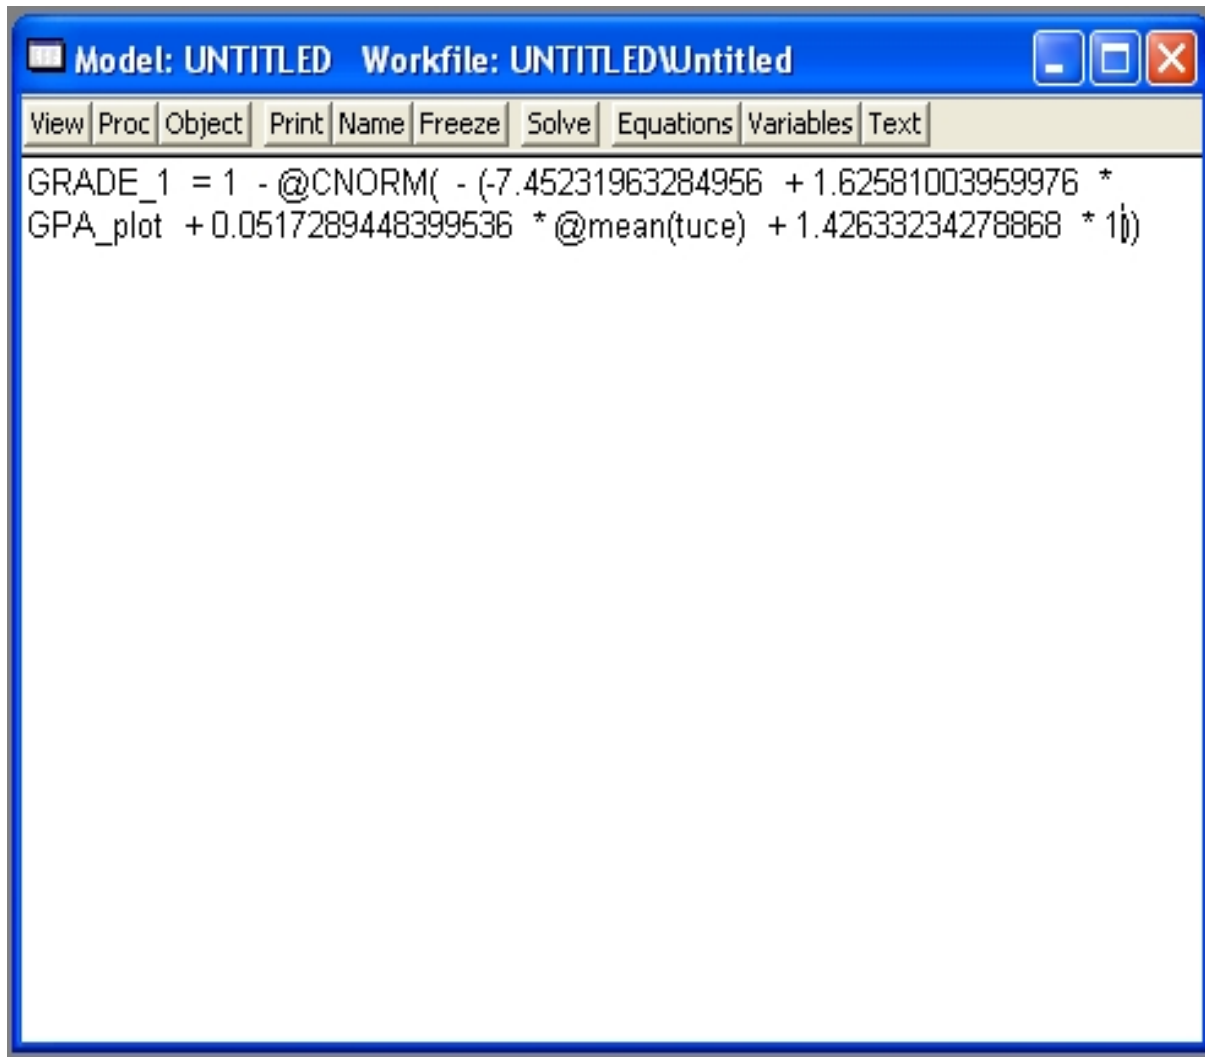 Model: UNTITLED Workfile: UNTITLED\Untitled
View Proc Object Print Name Freeze Solve Equations Variables Text
GRADE_1 = 1 - @CNORM( - (-7.45231963284956 + 1.62581003959976 *
GPA_plot + 0.0517289448399536 * @mean(tuce) + 1.42633234278868 * 1))